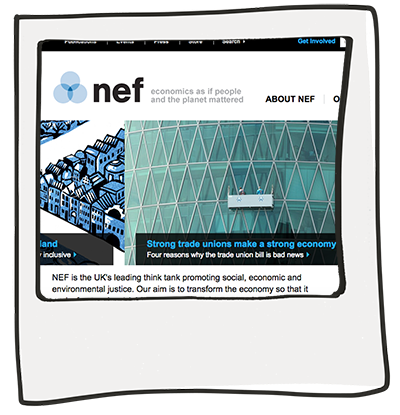 Publications | Events | Press | Store | Search
Get Involved
nef economics as if people
and the planet mattered
ABOUT NEF
land
y inclusive
Strong trade unions make a strong economy
Four reasons why the trade union bill is bad news
NEF is the UK's leading think tank promoting social, economic and
environmental justice. Our aim is to transform the economy so that it